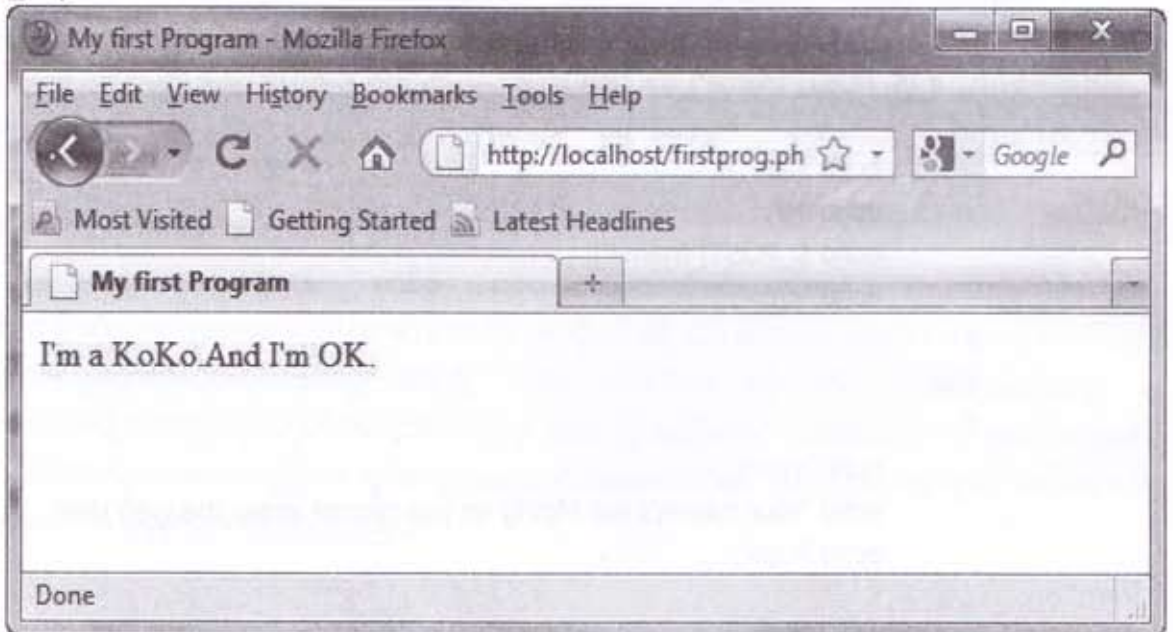 My first Program - Mozilla Firefox
File Edit View History Bookmarks Tools Help
http://localhost/firstprog.ph
Google
Most Visited Getting Started Latest Headlines
My first Program
I'm a KoKo.And I'm OK.
Done